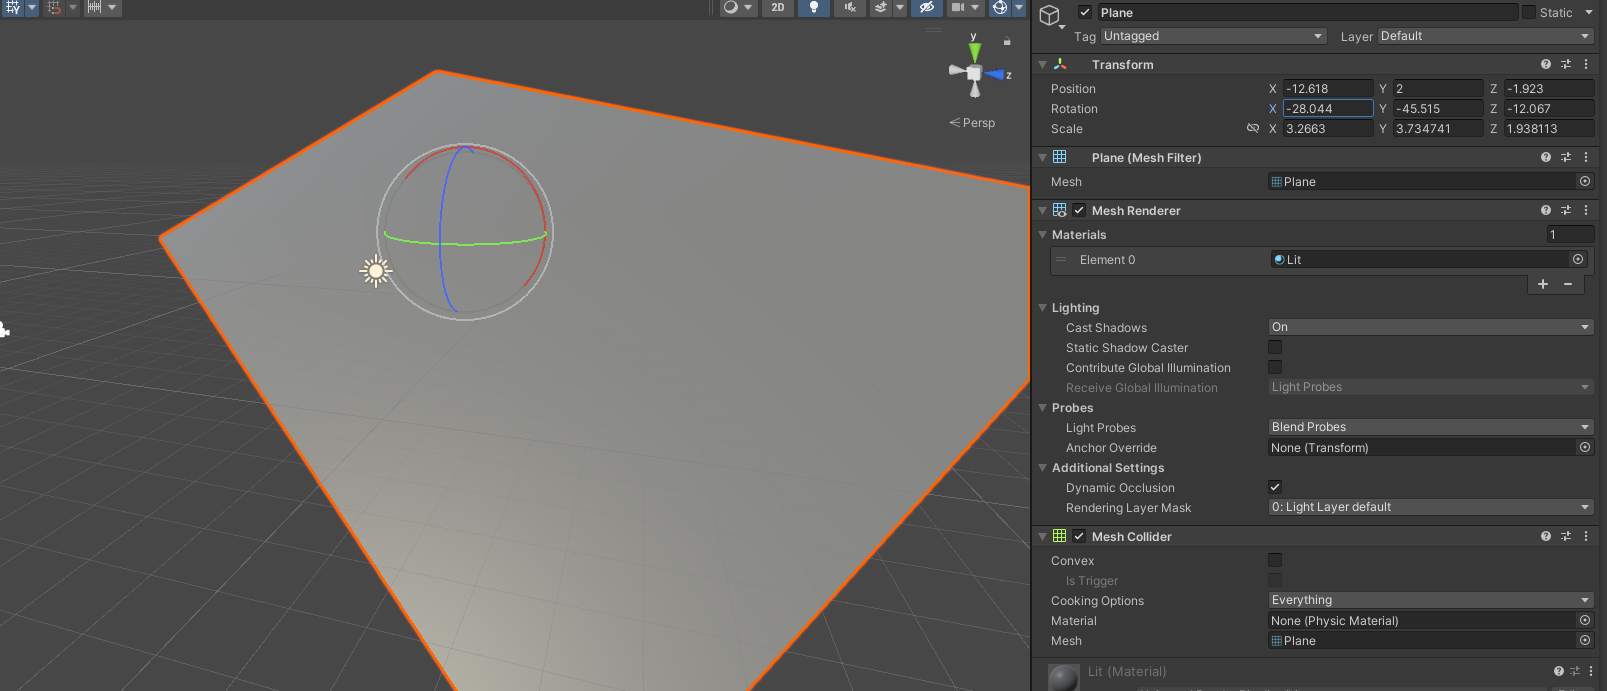 2D
y
z
Persp
Plane
Static
Tag Untagged Layer Default
Transform
Position X -12.618 Y 2 Z -1.923
Rotation X -28.044 Y -45.515 Z -12.067
Scale X 3.2663 Y 3.734741 Z 1.938113
Plane (Mesh Filter)
Mesh Plane
Mesh Renderer
Materials 1
Element 0 Lit
Lighting
Cast Shadows On
Static Shadow Caster
Contribute Global Illumination
Receive Global Illumination Light Probes
Probes
Light Probes Blend Probes
Anchor Override None (Transform)
Additional Settings
Dynamic Occlusion
Rendering Layer Mask 0: Light Layer default
Mesh Collider
Convex
Is Trigger
Cooking Options Everything
Material None (Physic Material)
Mesh Plane
Lit (Material)